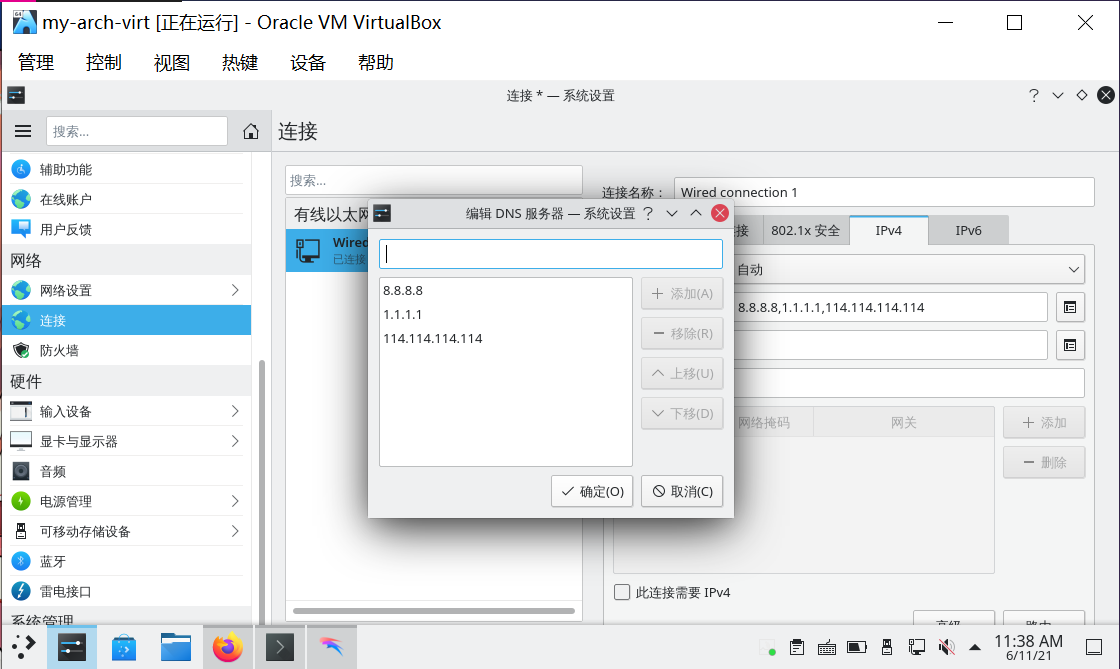 my-arch-virt [正在运行] - Oracle VM VirtualBox
管理 控制 视图 热键 设备 帮助
连接 * — 系统设置
搜索...
连接
辅助功能
在线账户
用户反馈
网络
网络设置
连接
防火墙
硬件
输入设备
显卡与显示器
音频
电源管理
可移动存储设备
蓝牙
雷电接口
系统管理
搜索...
有线以太网
Wired
已连接
连接名称： Wired connection 1
接 802.1x 安全 IPv4 IPv6
自动
8.8.8.8,1.1.1.1,114.114.114.114
网络掩码 网关
添加
删除
此连接需要 IPv4
高级... 路由...
编辑 DNS 服务器 — 系统设置
8.8.8.8
1.1.1.1
114.114.114.114
添加(A)
移除(R)
上移(U)
下移(D)
确定(O) 取消(C)
11:38 AM
6/11/21